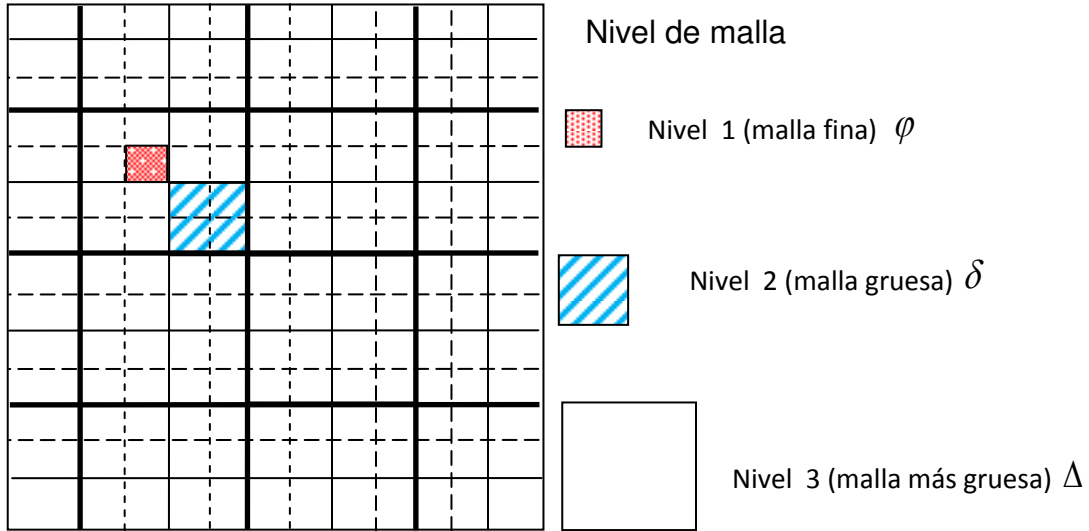 Nivel de malla
Nivel 1 (malla fina) φ
Nivel 2 (malla gruesa) δ
Nivel 3 (malla más gruesa) Δ